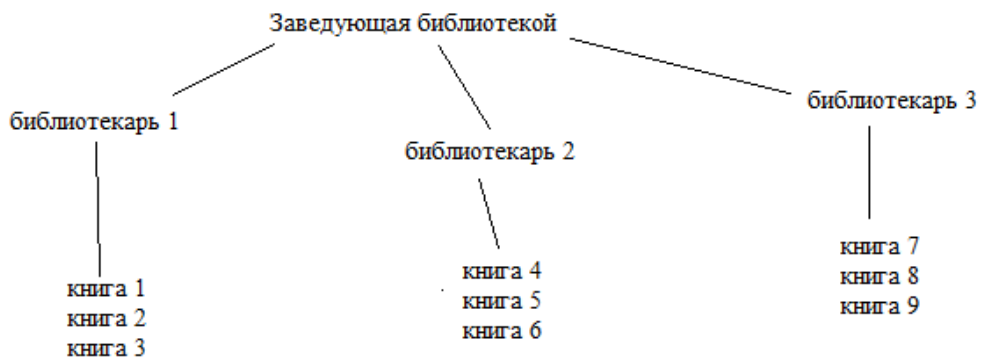 Заведующая библиотекой
библиотекарь 1
библиотекарь 2
библиотекарь 3
книга 1
книга 2
книга 3
книга 4
книга 5
книга 6
книга 7
книга 8
книга 9